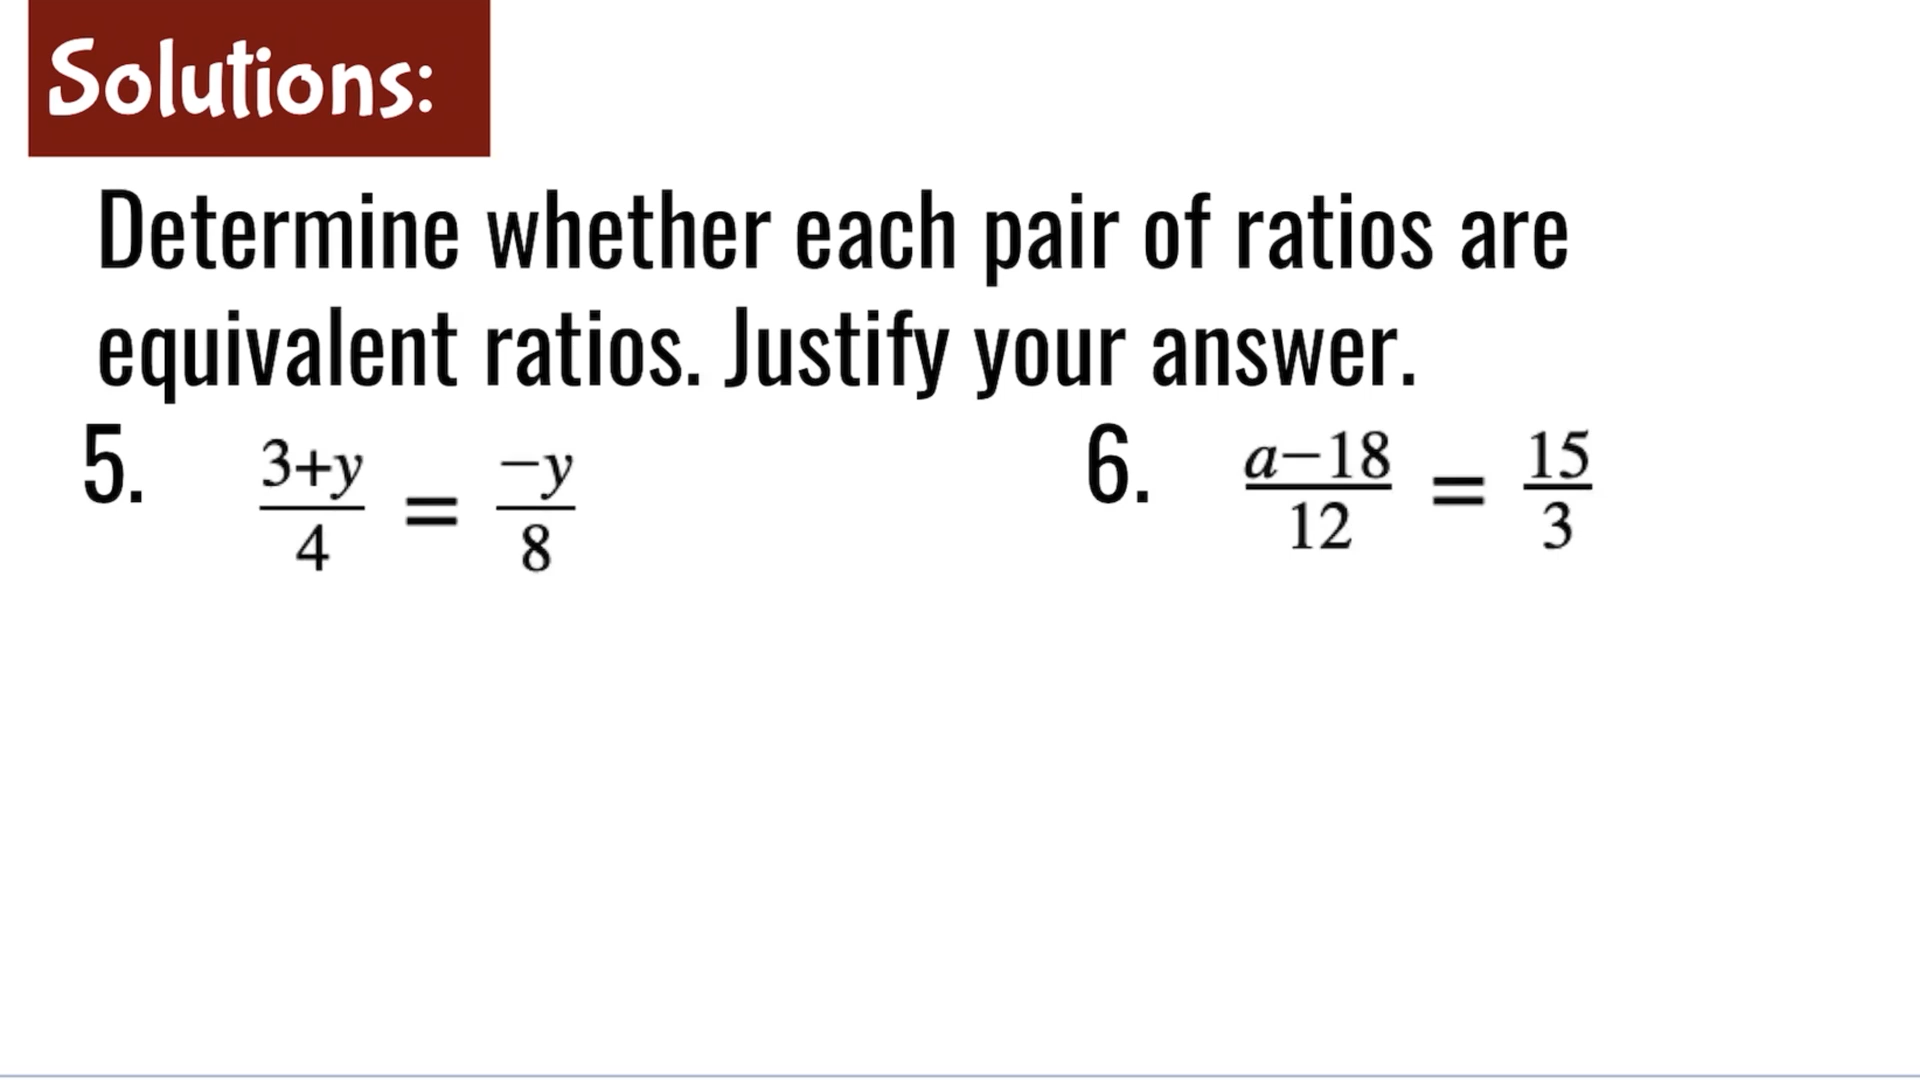 Solutions:
Determine whether each pair of ratios are
equivalent ratios. Justify your answer.
5. (3+y)/4 = −y/8
6. (a−18)/12 = 15/3